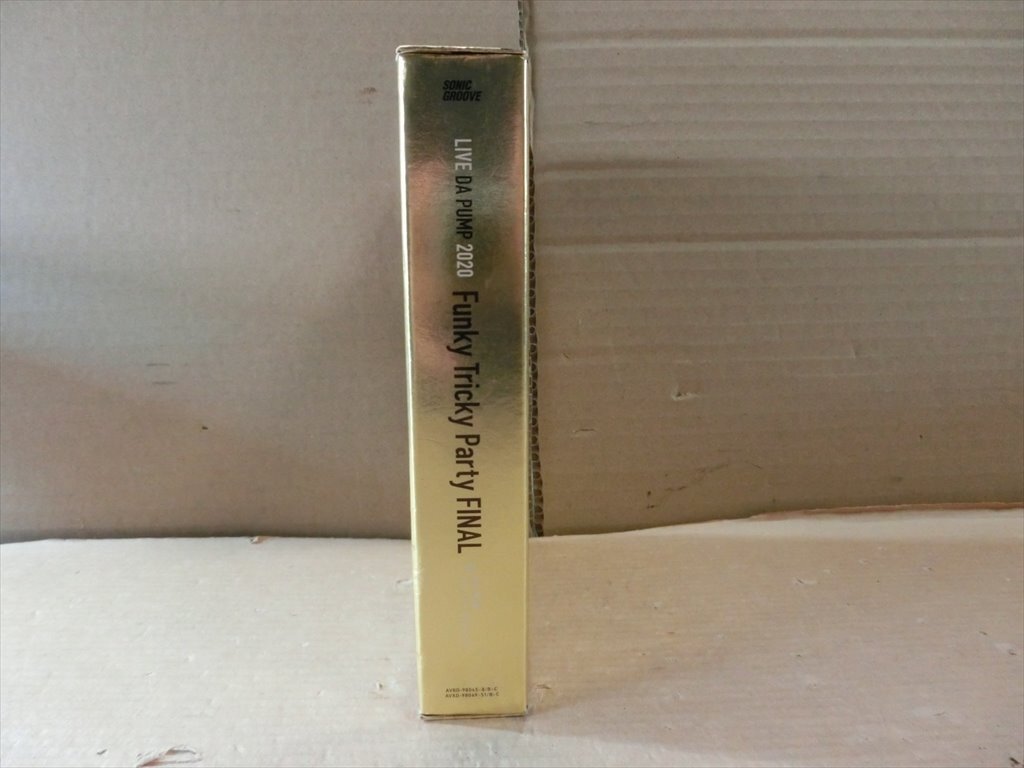 SONIC
GROOVE
LIVE DA PUMP 2020 Funky Tricky Party FINAL